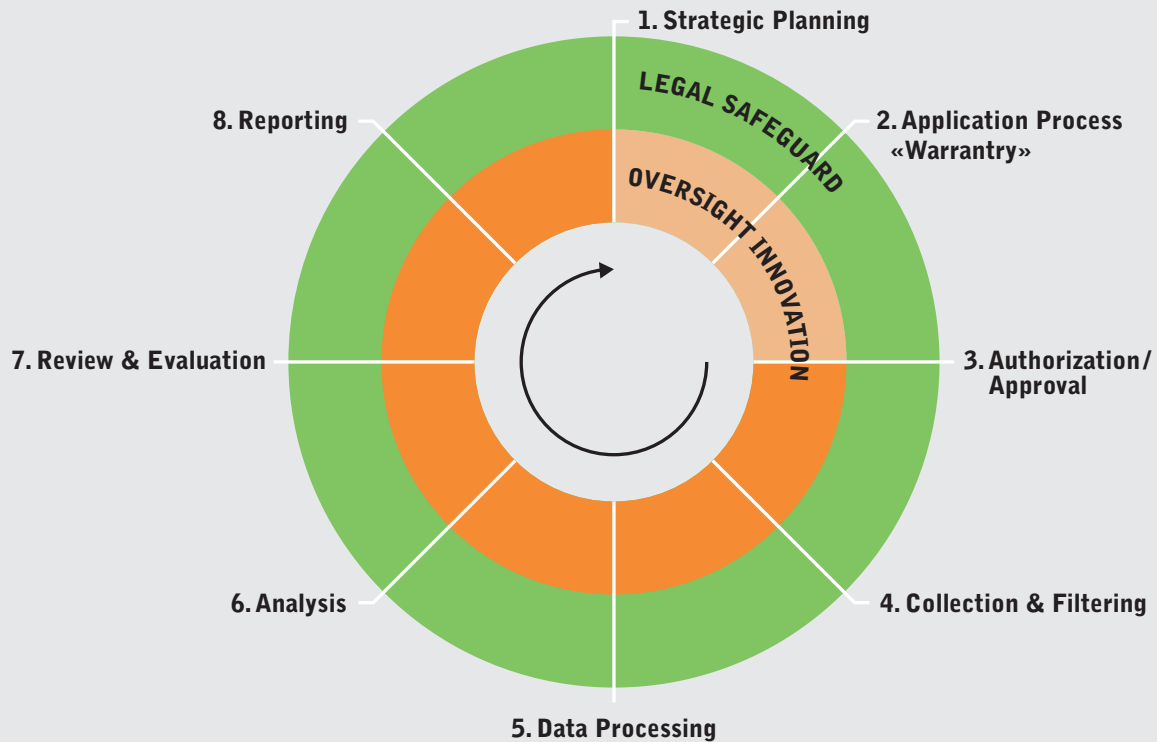 1. Strategic Planning
LEGAL SAFEGUARD
OVERSIGHT INNOVATION
2. Application Process
«Warrantry»
3. Authorization/
Approval
4. Collection & Filtering
5. Data Processing
6. Analysis
7. Review & Evaluation
8. Reporting